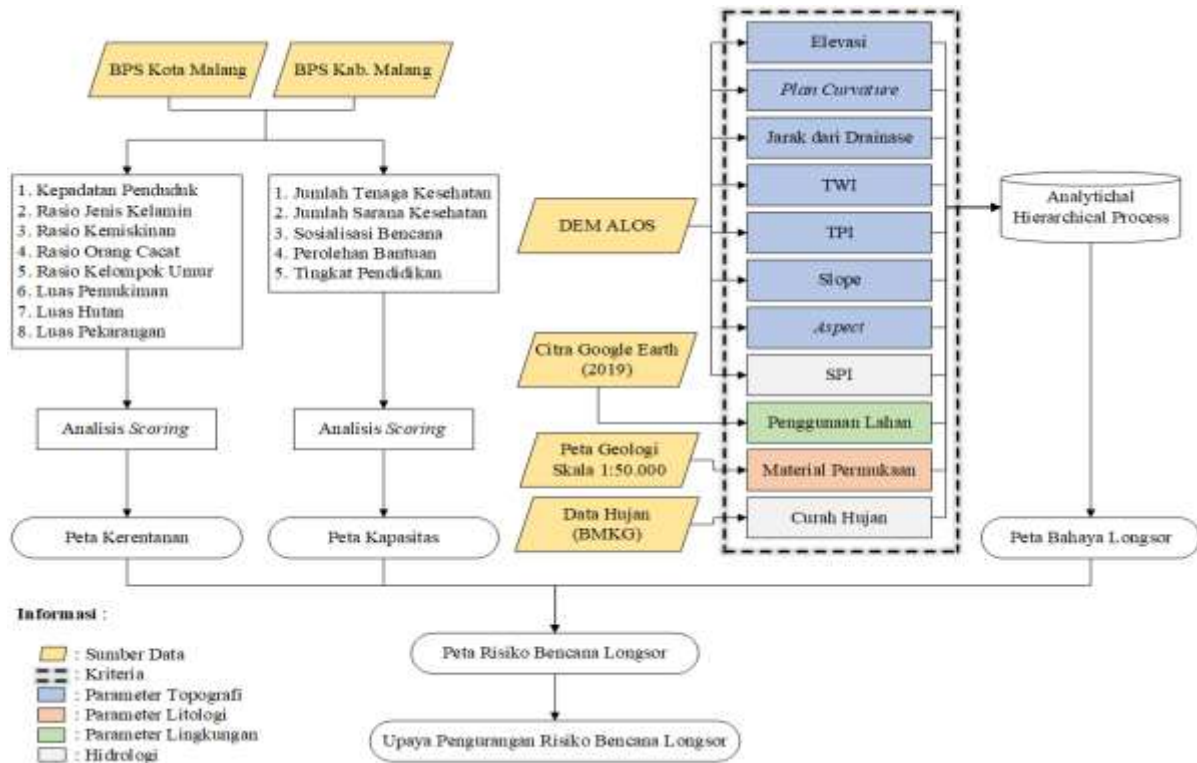 BPS Kota Malang
BPS Kab. Malang
1. Kepadatan Penduduk
2. Rasio Jenis Kelamin
3. Rasio Kemiskinan
4. Rasio Orang Cacat
5. Rasio Kelompok Umur
6. Luas Pemukiman
7. Luas Hutan
8. Luas Pekarangan
1. Jumlah Tenaga Kesehatan
2. Jumlah Sarana Kesehatan
3. Sosialisasi Bencana
4. Perolehan Bantuan
5. Tingkat Pendidikan
Analisis Scoring
Analisis Scoring
Peta Kerentanan
Peta Kapasitas
DEM ALOS
Citra Google Earth
(2019)
Peta Geologi
Skala 1:50.000
Data Hujan
(BMKG)
Elevasi
Plan Curvature
Jarak dari Drainase
TWI
TPI
Slope
Aspect
SPI
Penggunaan Lahan
Material Permukaan
Curah Hujan
Analytichal
Hierarchical Process
Peta Bahaya Longsor
Peta Risiko Bencana Longsor
Upaya Pengurangan Risiko Bencana Longsor
Informasi :
: Sumber Data
: Kriteria
: Parameter Topografi
: Parameter Litologi
: Parameter Lingkungan
: Hidrologi